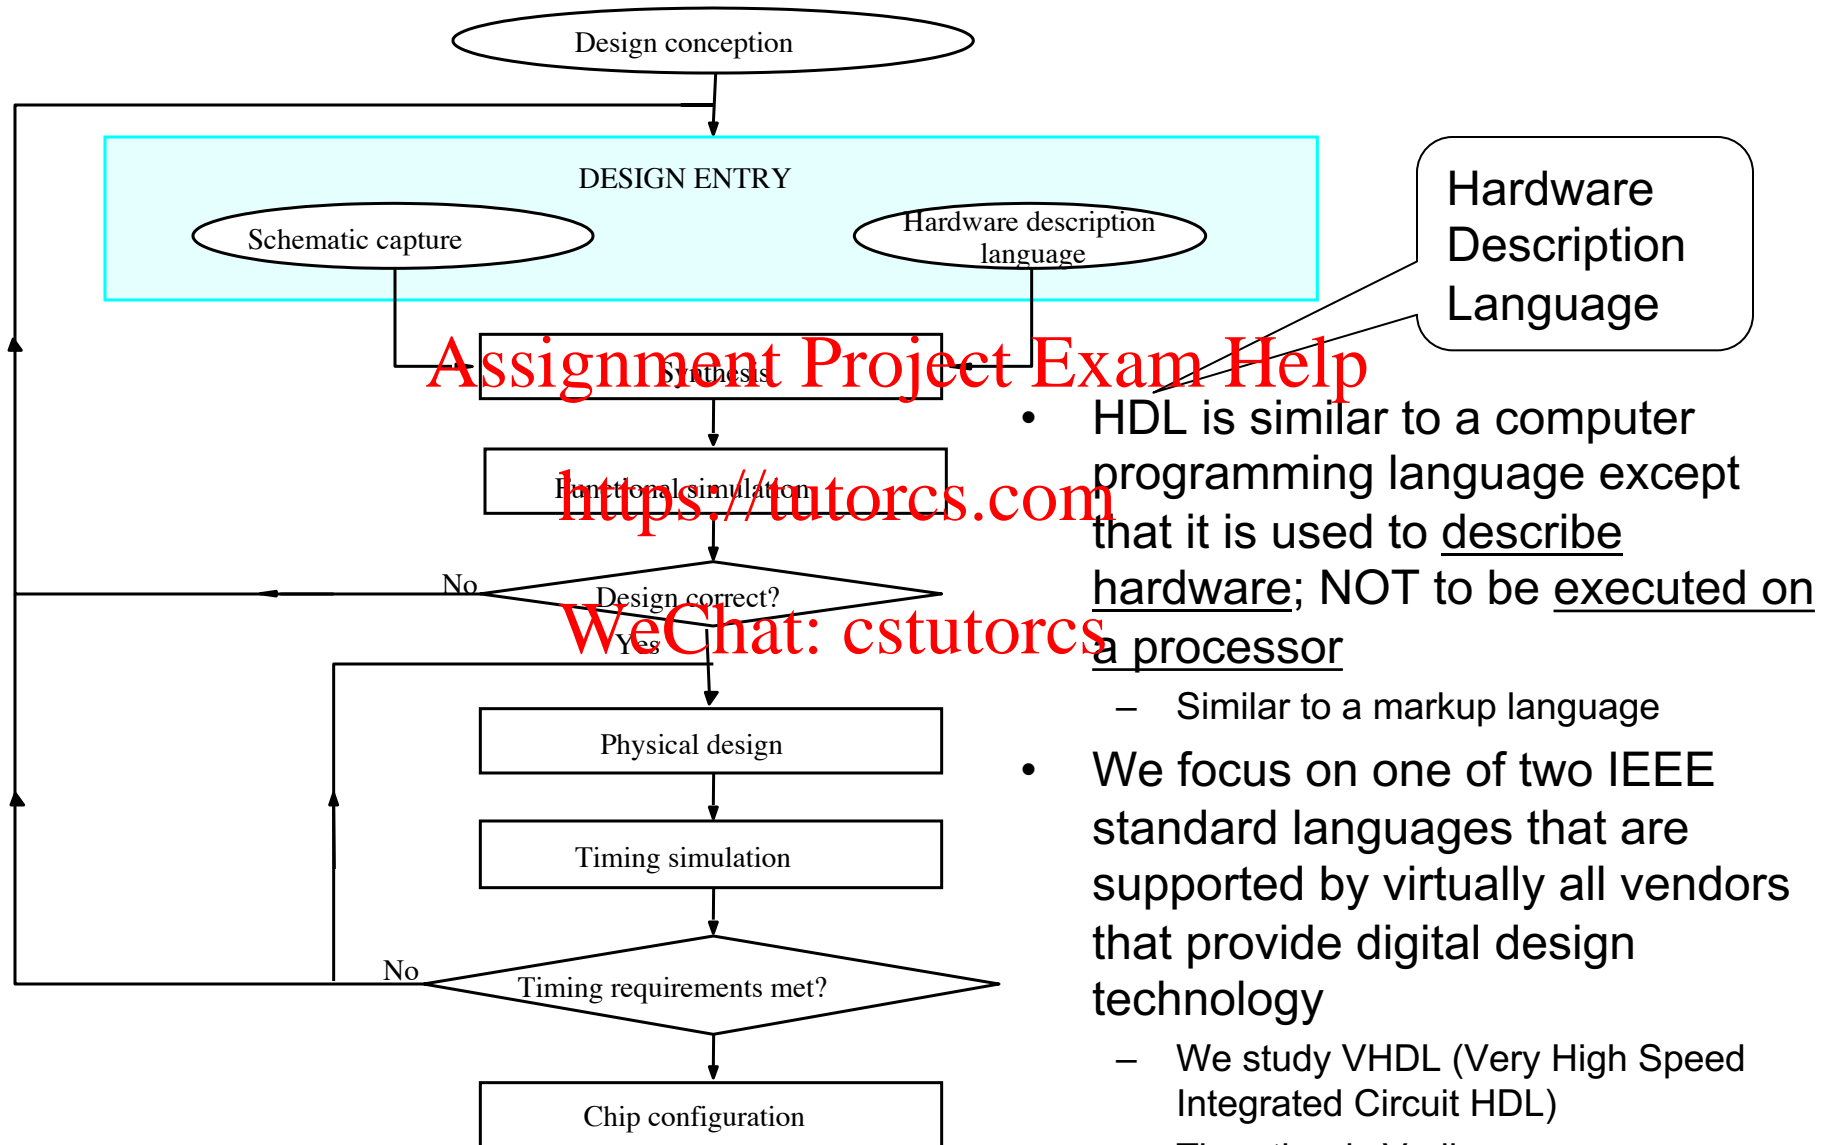 Design conception
DESIGN ENTRY
Schematic capture
Hardware description
language
Hardware
Description
Language
Synthesis
Assignment Project Exam Help
Functional simulation
https://tutorcs.com
No
Design correct?
Yes
WeChat: cstutorcs
Physical design
Timing simulation
No
Timing requirements met?
Chip configuration
• HDL is similar to a computer
programming language except
that it is used to describe
hardware; NOT to be executed on
a processor
– Similar to a markup language
• We focus on one of two IEEE
standard languages that are
supported by virtually all vendors
that provide digital design
technology
– We study VHDL (Very High Speed
Integrated Circuit HDL)